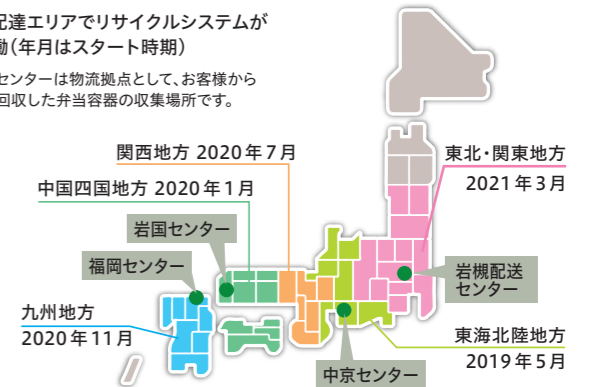 配達エリアでリサイクルシステムが
働（年月はスタート時期）
センターは物流拠点として、お客様から
回収した弁当容器の収集場所です。
関西地方 2020年7月
東北・関東地方
2021年3月
中国四国地方 2020年1月
岩国センター
福岡センター
岩槻配送
センター
九州地方
2020年11月
東海北陸地方
2019年5月
中京センター